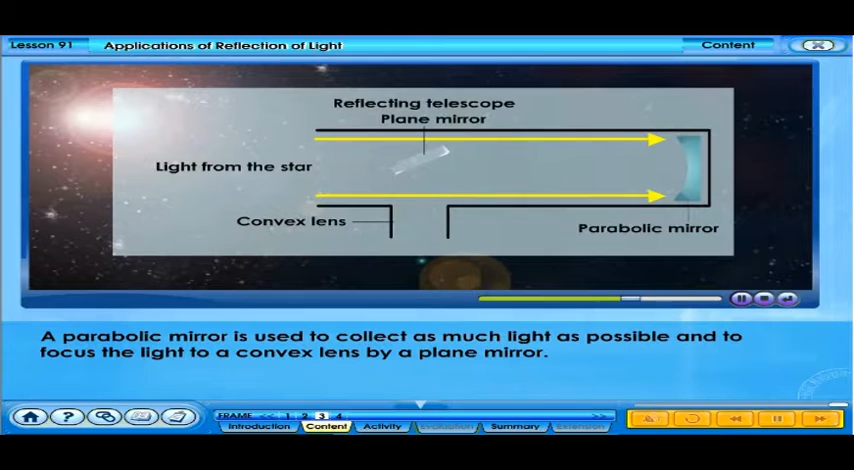 Lesson 91
Applications of Reflection of Light
Content
Reflecting telescope
Plane mirror
Light from the star
Convex lens
Parabolic mirror
A parabolic mirror is used to collect as much light as possible and to
focus the light to a convex lens by a plane mirror.
FRAME << 1 2 3 4 >>
Introduction Content Activity Evaluation Summary Extension